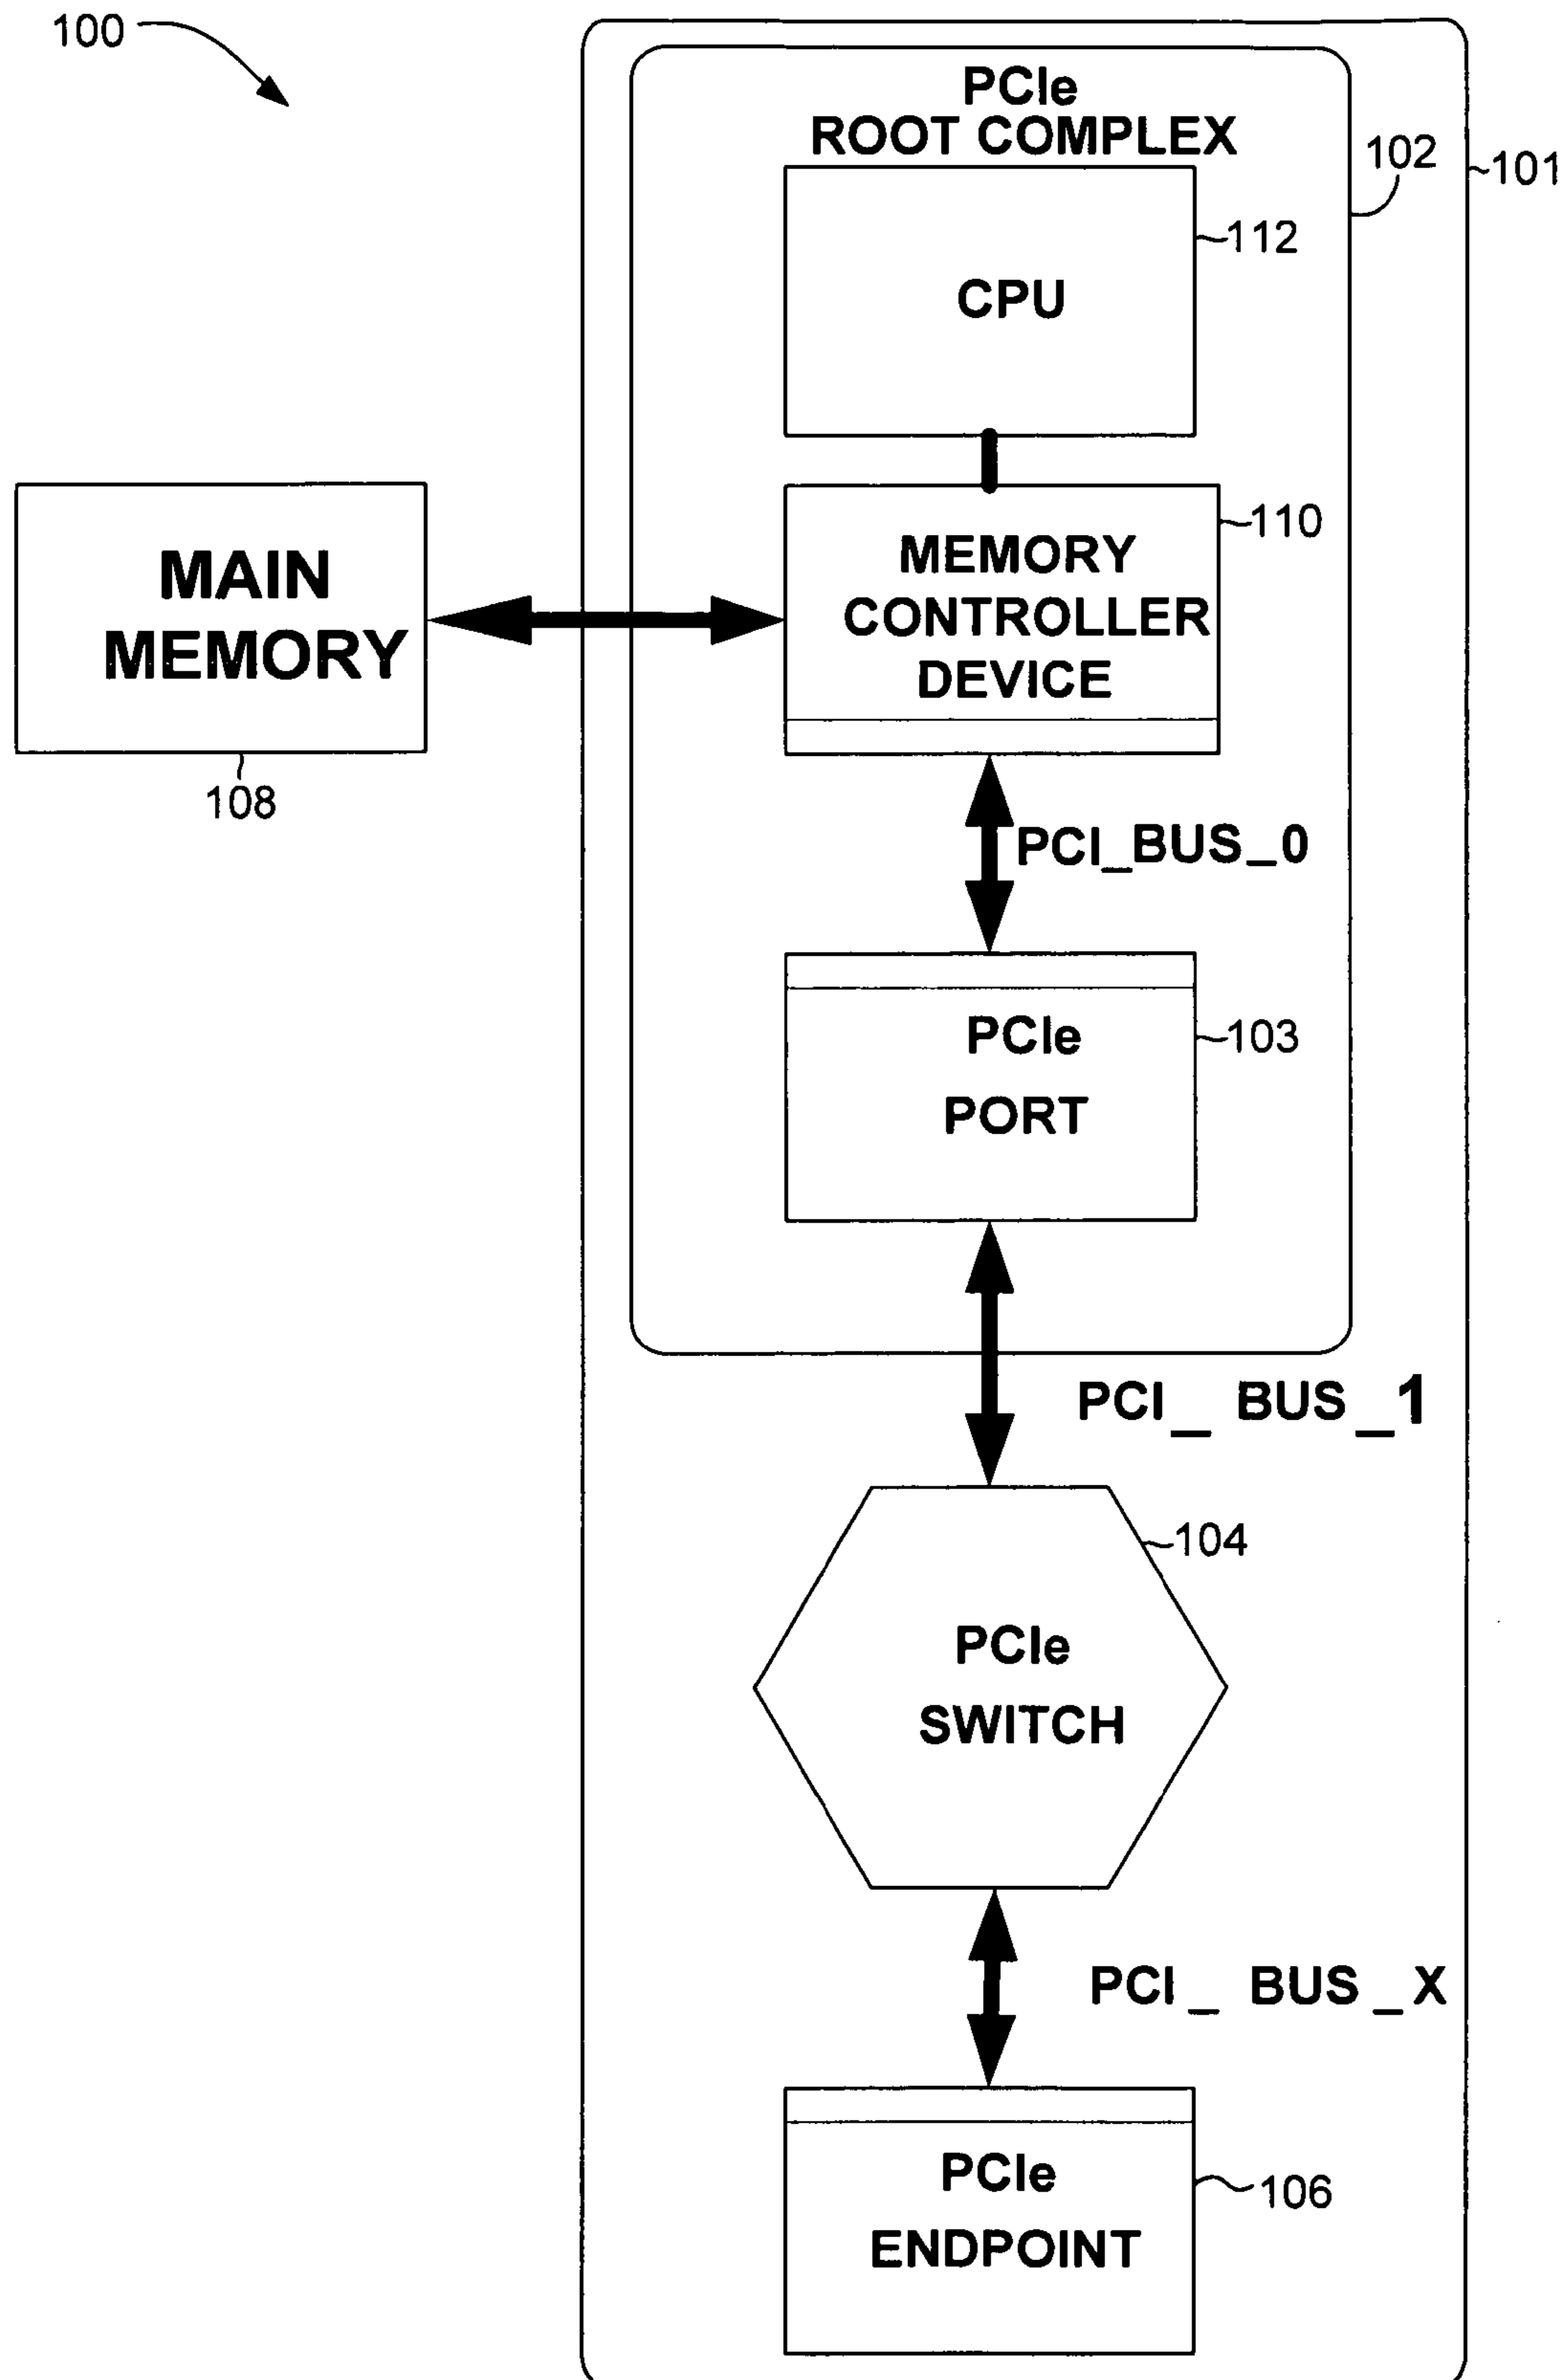 100
PCIe
ROOT COMPLEX
102
101
112
CPU
110
MEMORY
CONTROLLER
DEVICE
MAIN
MEMORY
108
PCI_BUS_0
PCIe
103
PORT
PCI_ BUS_1
104
PCIe
SWITCH
PCI_ BUS_X
PCIe
106
ENDPOINT